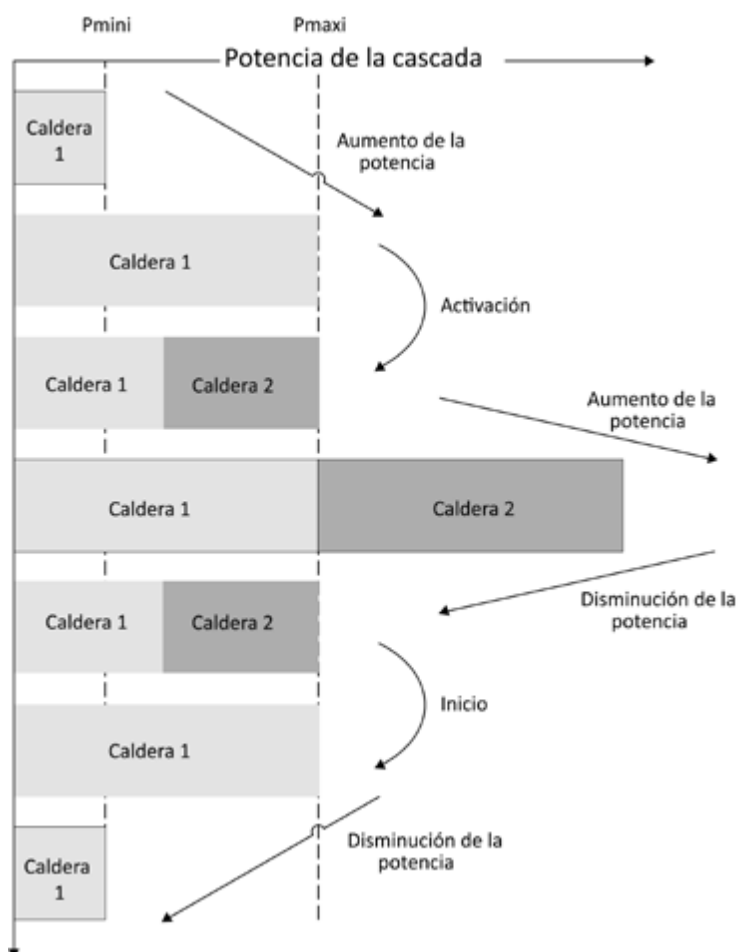 Pmini
Pmaxi
Potencia de la cascada
Caldera
1
Aumento de la
potencia
Caldera 1
Activación
Caldera 1
Caldera 2
Aumento de la
potencia
Caldera 1
Caldera 2
Disminución de la
potencia
Caldera 1
Caldera 2
Inicio
Caldera 1
Disminución de la
potencia
Caldera
1